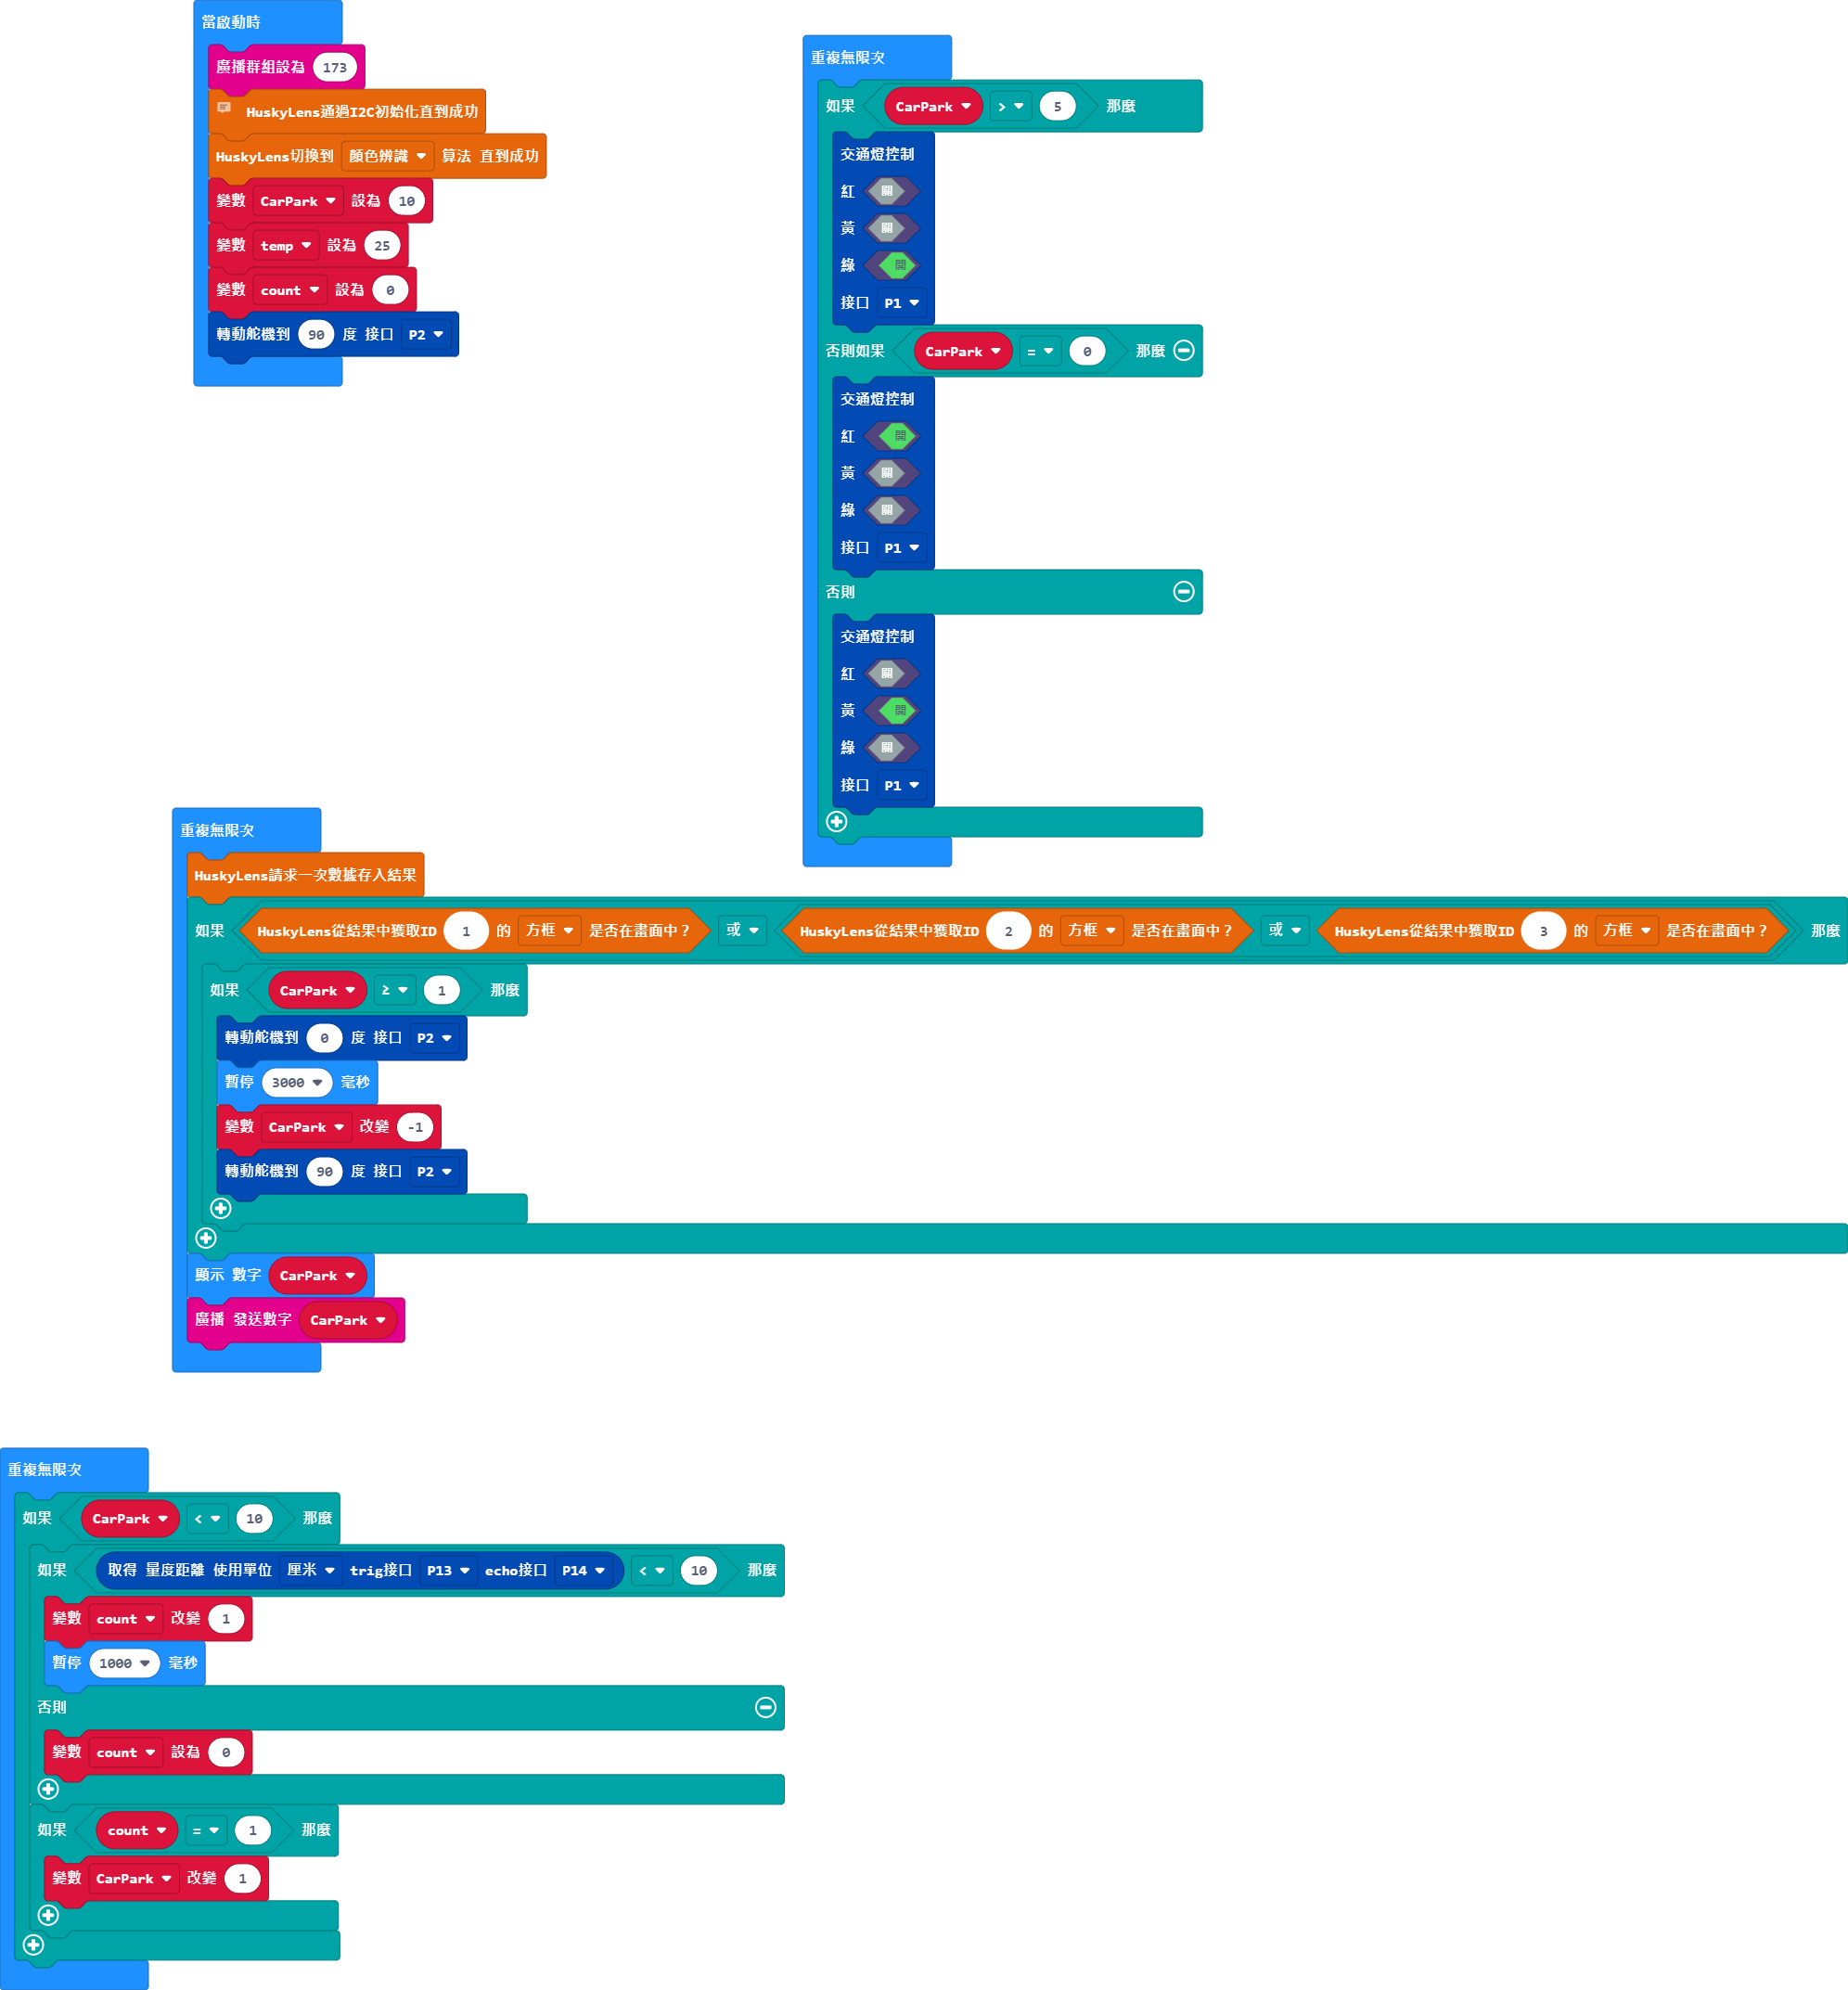 當啟動時
廣播群組設為 173
HuskyLens通過I2C初始化直到成功
HuskyLens切換到 顏色辨識 算法 直到成功
變數 CarPark 設為 10
變數 temp 設為 25
變數 count 設為 0
轉動舵機到 90 度 接口 P2
重複無限次
如果 CarPark > 5 那麼
交通燈控制
紅 關
黃 關
綠 開
接口 P1
否則如果 CarPark = 0 那麼
交通燈控制
紅 開
黃 關
綠 關
接口 P1
否則
交通燈控制
紅 關
黃 開
綠 關
接口 P1
重複無限次
HuskyLens請求一次數據存入結果
如果 HuskyLens從結果中獲取ID 1 的 方框 是否在畫面中？ 或 HuskyLens從結果中獲取ID 2 的 方框 是否在畫面中？ 或 HuskyLens從結果中獲取ID 3 的 方框 是否在畫面中？ 那麼
如果 CarPark ≥ 1 那麼
轉動舵機到 0 度 接口 P2
暫停 3000 毫秒
變數 CarPark 改變 -1
轉動舵機到 90 度 接口 P2
顯示 數字 CarPark
廣播 發送數字 CarPark
重複無限次
如果 CarPark < 10 那麼
如果 取得 量度距離 使用單位 厘米 trig接口 P13 echo接口 P14 < 10 那麼
變數 count 改變 1
暫停 1000 毫秒
否則
變數 count 設為 0
如果 count = 1 那麼
變數 CarPark 改變 1